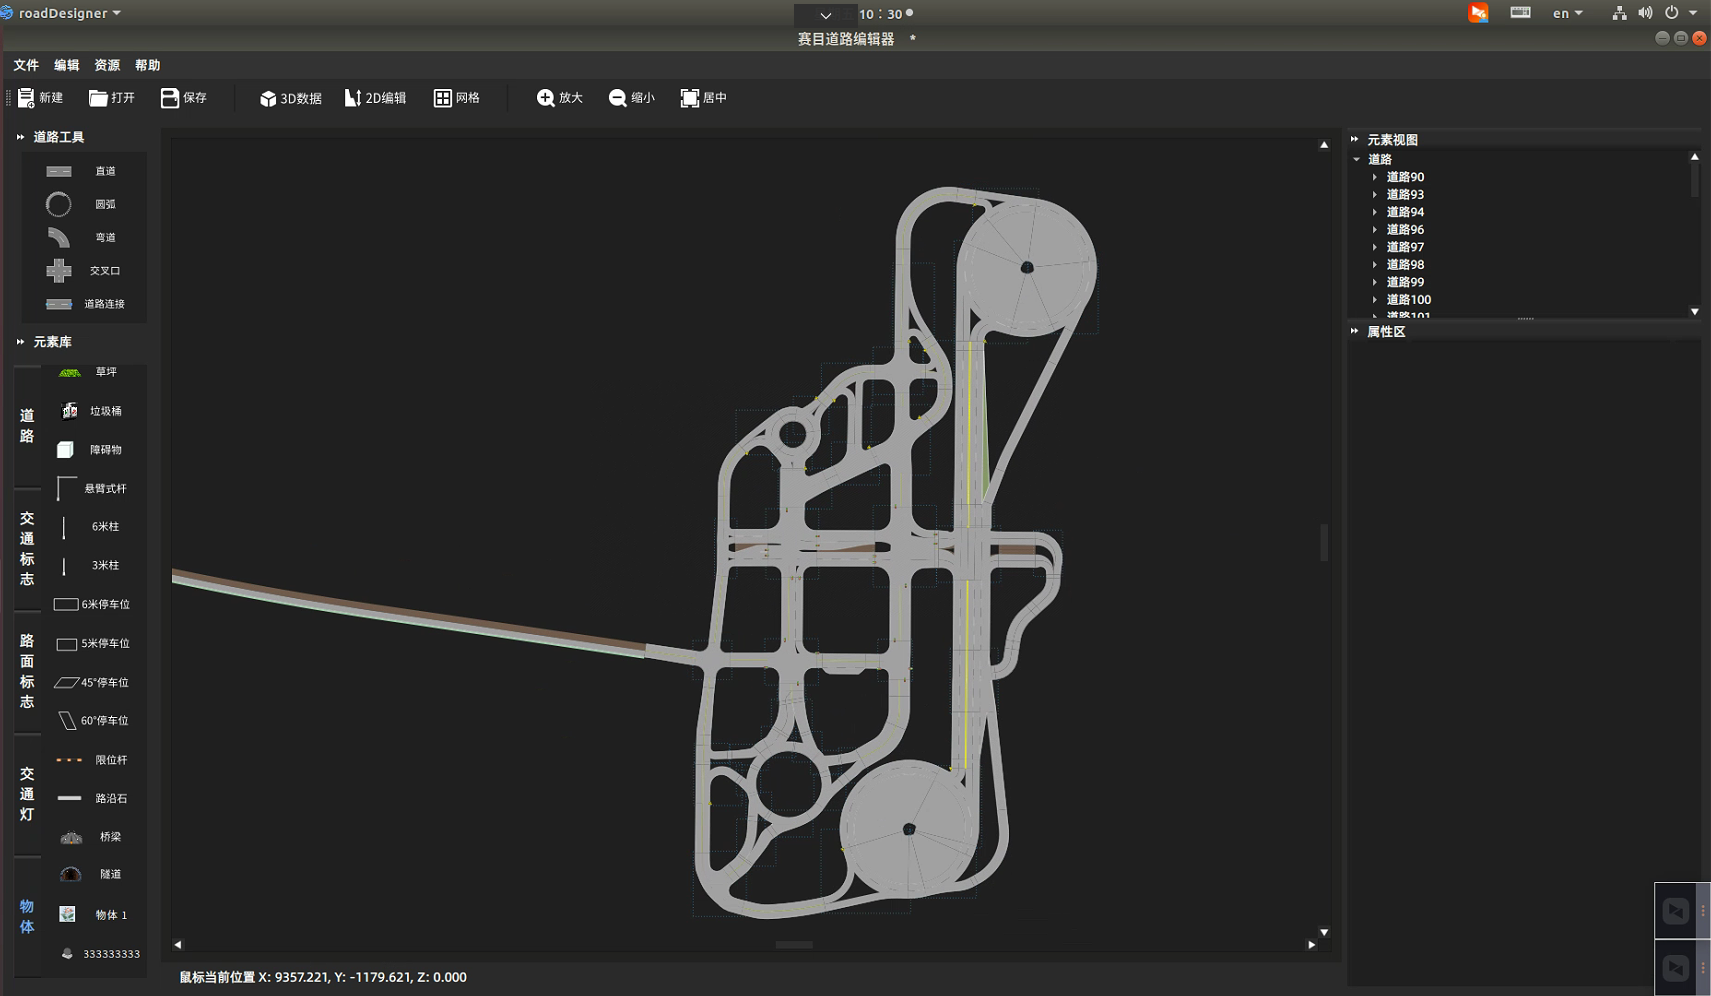 roadDesigner
10：30
en
赛目道路编辑器 *
文件 编辑 资源 帮助
新建 打开 保存 3D数据 2D编辑 网格 放大 缩小 居中
道路工具
直道
圆弧
弯道
交叉口
道路连接
元素库
道路
交通标志
路面标志
交通灯
物体
草坪
垃圾桶
障碍物
悬臂式杆
6米柱
3米柱
6米停车位
5米停车位
45°停车位
60°停车位
限位杆
路沿石
桥梁
隧道
物体 1
333333333
元素视图
道路
道路90
道路93
道路94
道路96
道路97
道路98
道路99
道路100
道路101
属性区
鼠标当前位置 X: 9357.221, Y: -1179.621, Z: 0.000